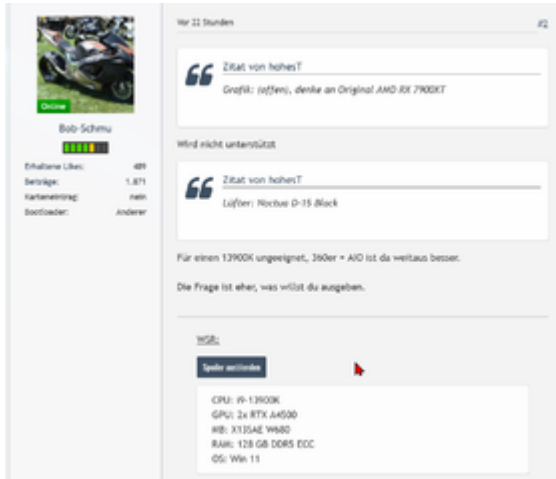 Vor 22 Stunden
#2
Online
Bob-Schmu
Erhaltene Likes: 489
Beiträge: 1.871
Karteneintrag: nein
Bootloader: Anderer
Zitat von hohesT
Grafik: (offen), denke an Original AMD RX 7900XT
Wird nicht unterstützt
Zitat von hohesT
Lüfter: Noctua D-15 Black
Für einen 13900K ungeeignet, 360er + AIO ist da weitaus besser.
Die Frage ist eher, was willst du ausgeben.
WSR:
Spoiler ausblenden
CPU: i9-13900K
GPU: 2x RTX A4500
MB: X13SAE W680
RAM: 128 GB DDR5 ECC
OS: Win 11